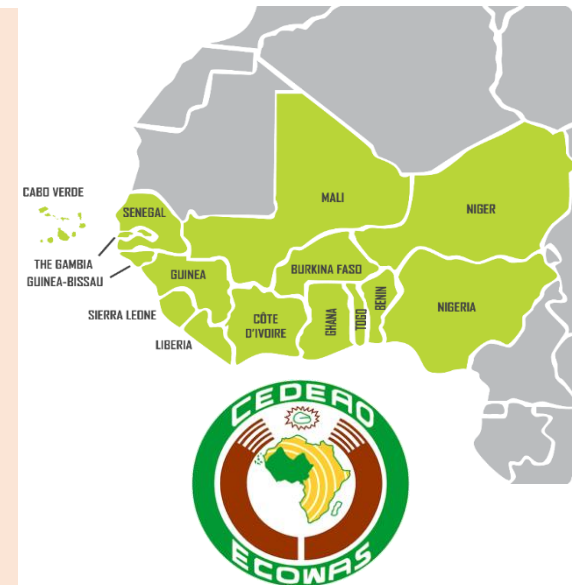 MALI
CABO VERDE
SENEGAL
NIGER
THE GAMBIA
GUINEA-BISSAU
GUINEA
BURKINA FASO
SIERRA LEONE
CÔTE
D'IVOIRE
GHANA
TOGO
BENIN
NIGERIA
LIBERIA
CEDEAO
ECOWAS